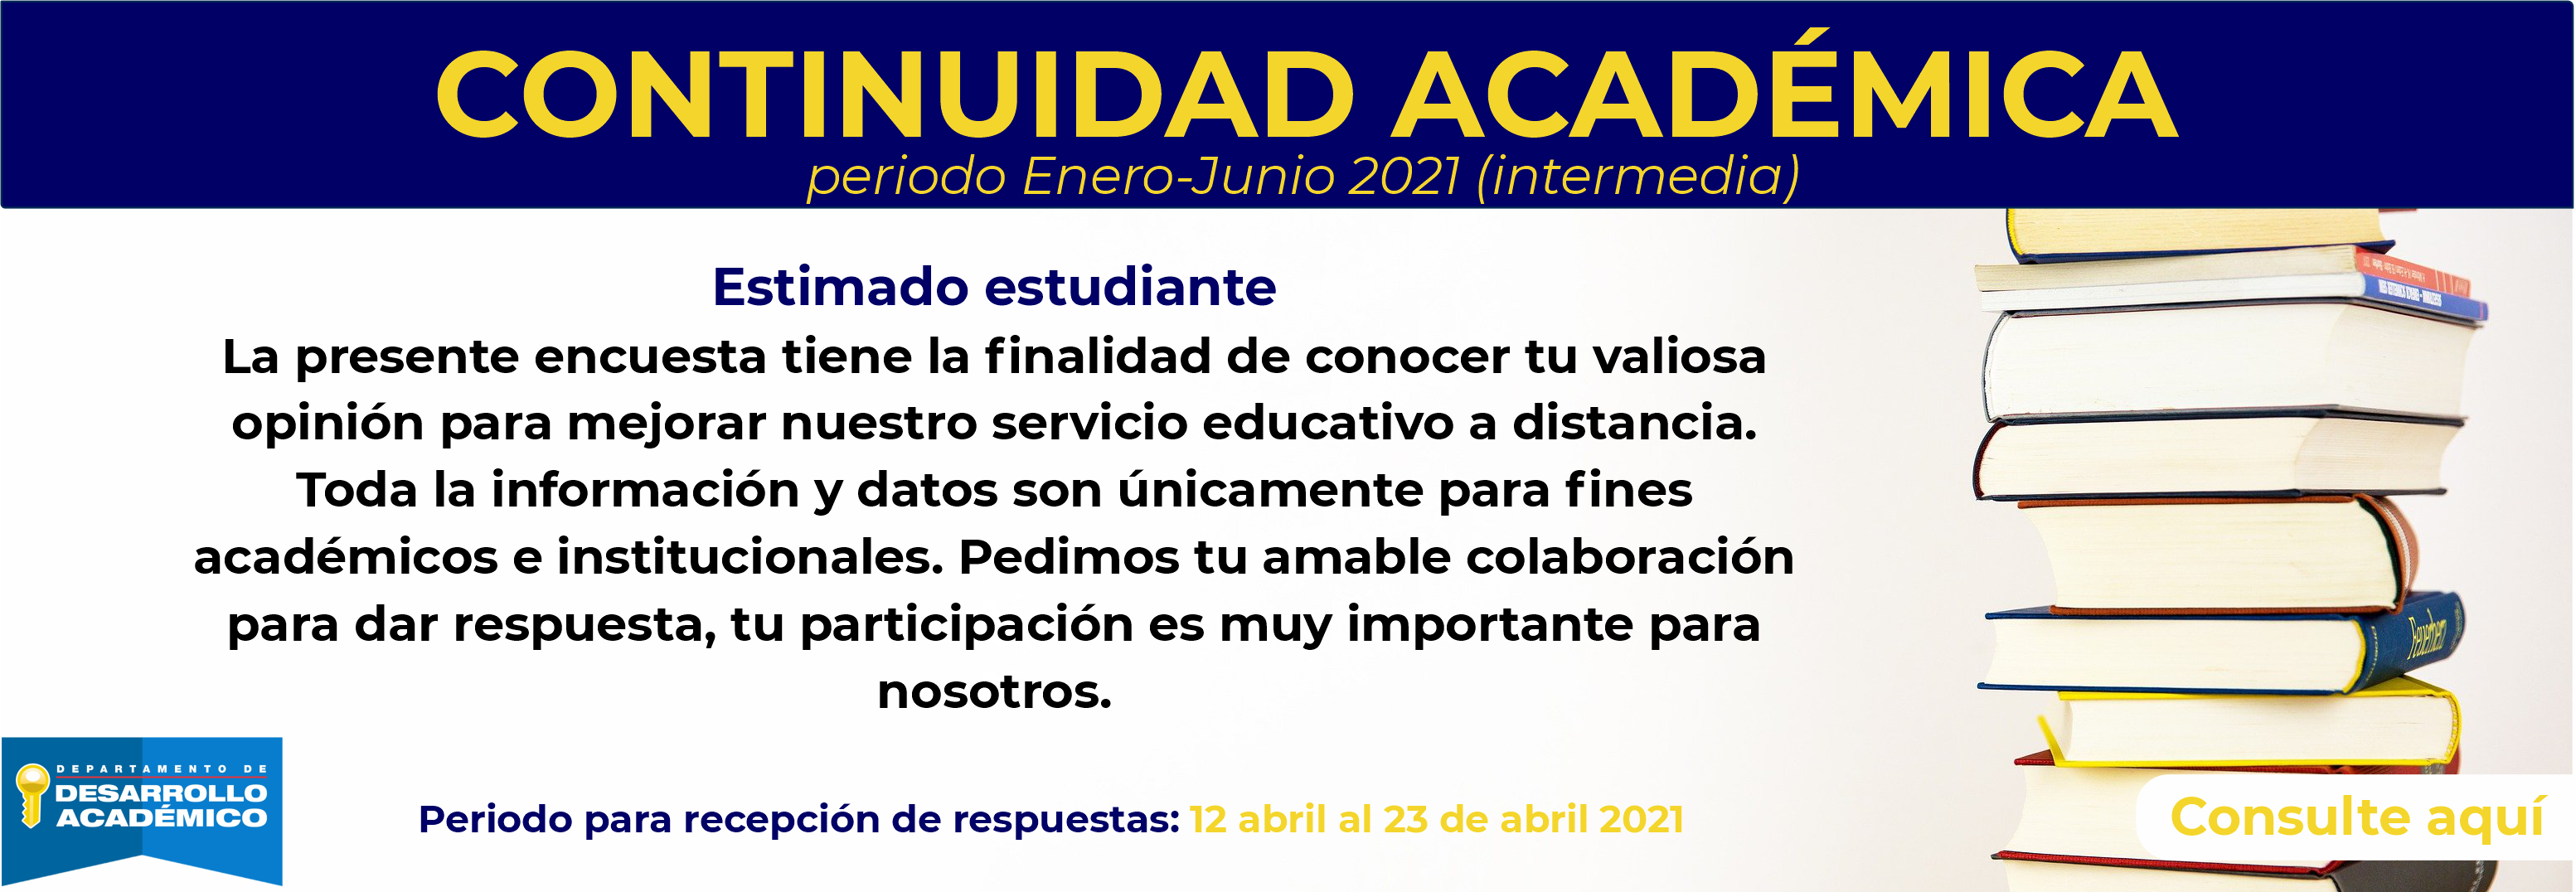 CONTINUIDAD ACADÉMICA
periodo Enero-Junio 2021 (intermedia)
Estimado estudiante
La presente encuesta tiene la finalidad de conocer tu valiosa
opinión para mejorar nuestro servicio educativo a distancia.
Toda la información y datos son únicamente para fines
académicos e institucionales. Pedimos tu amable colaboración
para dar respuesta, tu participación es muy importante para
nosotros.
DEPARTAMENTO DE
DESARROLLO
ACADÉMICO
Periodo para recepción de respuestas: 12 abril al 23 de abril 2021
Consulte aquí